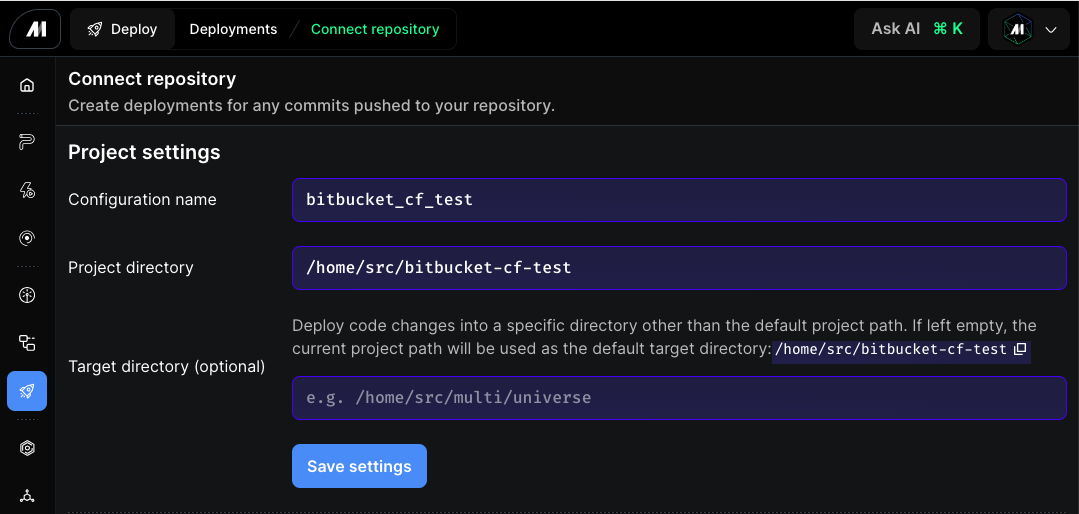 Deploy
Deployments
Connect repository
Ask AI ⌘ K
Connect repository
Create deployments for any commits pushed to your repository.
Project settings
Configuration name
bitbucket_cf_test
Project directory
/home/src/bitbucket-cf-test
Target directory (optional)
Deploy code changes into a specific directory other than the default project path. If left empty, the
current project path will be used as the default target directory: /home/src/bitbucket-cf-test
e.g. /home/src/multi/universe
Save settings